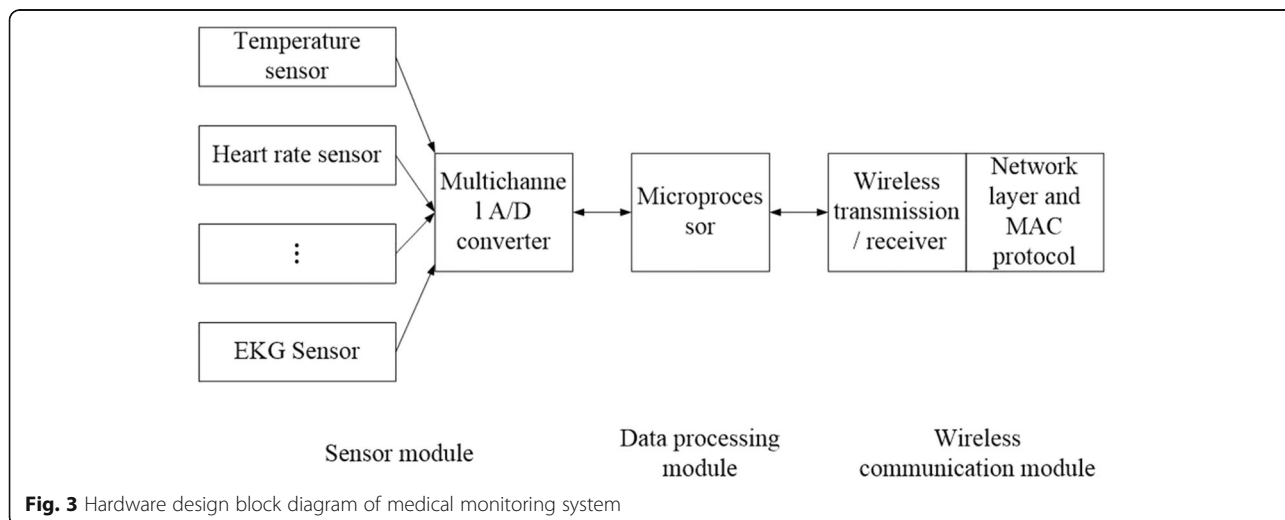 Temperature
sensor
Heart rate sensor
⋮
EKG Sensor
Multichanne
l A/D
converter
Microproces
sor
Wireless
transmission
/ receiver
Network
layer and
MAC
protocol
Sensor module
Data processing
module
Wireless
communication module
Fig. 3 Hardware design block diagram of medical monitoring system